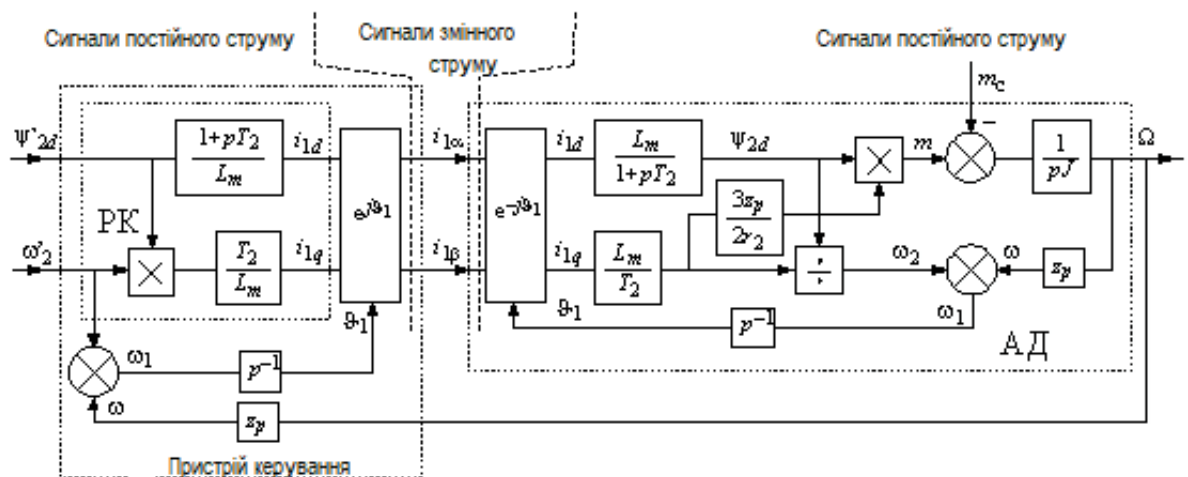 Сигнали постійного струму
Сигнали змінного
струму
Сигнали постійного струму
m_c
−
ψ'_2d
1+pT_2
L_m
i_1d
i_1α
i_1d
L_m
1+pT_2
ψ_2d
m
1
pJ
Ω
РК
e^jϑ_1
e^−jϑ_1
3z_p
2r_2
ω'_2
T_2
L_m
i_1q
i_1β
i_1q
L_m
T_2
ω_2
ω
z_p
ϑ_1
ϑ_1
p^−1
ω_1
АД
ω_1
p^−1
ω
z_p
Пристрій керування